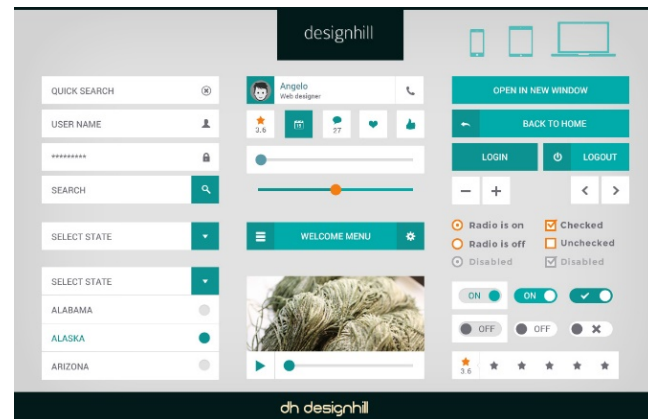 designhill
QUICK SEARCH
USER NAME
*********
SEARCH
SELECT STATE
SELECT STATE
ALABAMA
ALASKA
ARIZONA
Angelo
Web designer
3.6
15
27
WELCOME MENU
OPEN IN NEW WINDOW
BACK TO HOME
LOGIN
LOGOUT
Radio is on
Checked
Radio is off
Unchecked
Disabled
Disabled
ON
ON
OFF
OFF
3.6
dh designhill